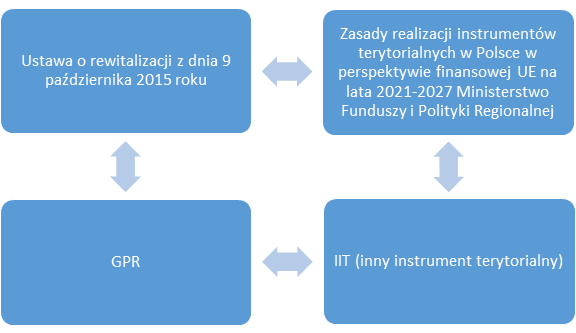 Ustawa o rewitalizacji z dnia 9
października 2015 roku
Zasady realizacji instrumentów
terytorialnych w Polsce w
perspektywie finansowej UE na
lata 2021-2027 Ministerstwo
Funduszy i Polityki Regionalnej
GPR
IIT (inny instrument terytorialny)